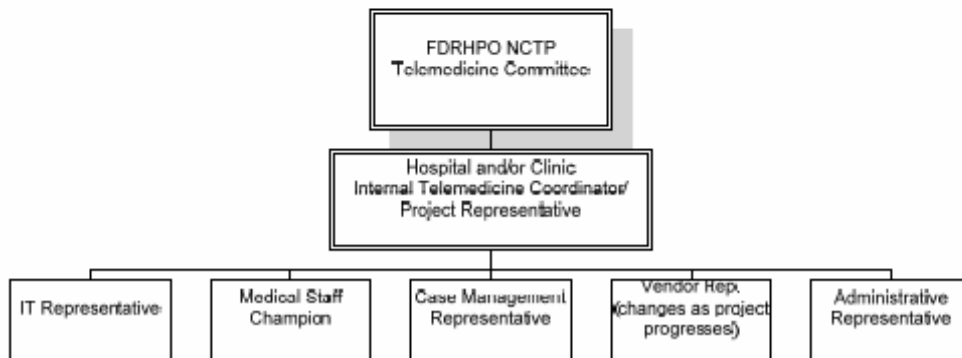 FDRHPO NCTP
Telemedicine Committee
Hospital and/or Clinic
Internal Telemedicine Coordinator/
Project Representative
IT Representative
Medical Staff
Champion
Case Management
Representative
Vendor Rep.
(changes as project
progresses)
Administrative
Representative